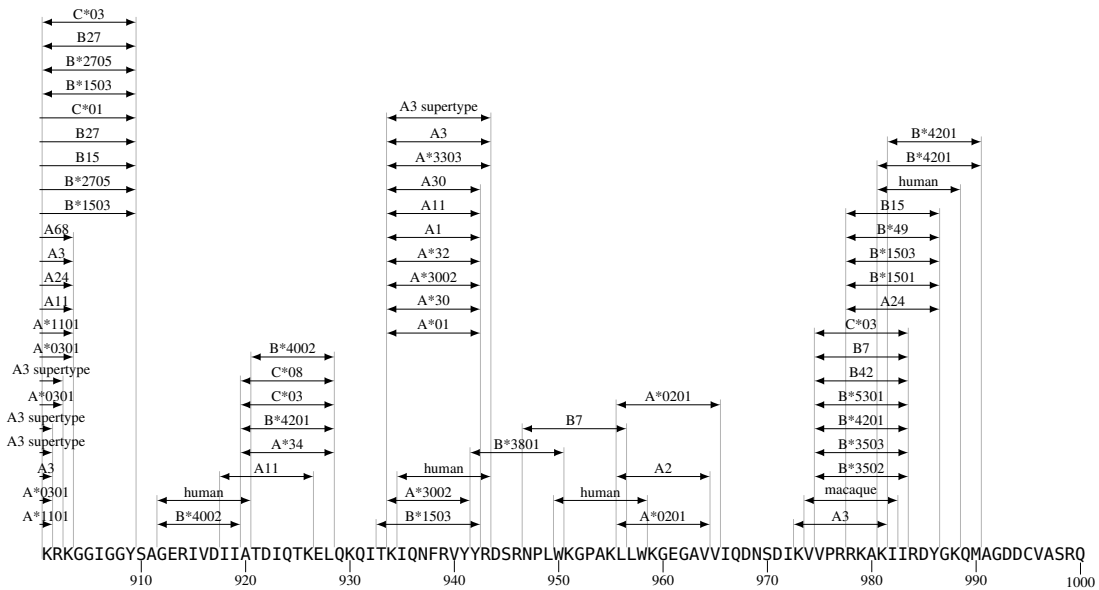 C*03
B27
B*2705
B*1503
C*01 A3 supertype
B27 A3 B*4201
B15 A*3303 B*4201
B*2705 A30 human
B*1503 A11 B15
A68 A1 B*49
A3 A*32 B*1503
A24 A*3002 B*1501
A11 A*30 A24
A*1101 A*01 C*03
A*0301 B*4002 B7
A3 supertype C*08 B42
A*0301 C*03 A*0201 B*5301
A3 supertype B*4201 B7 B*4201
A3 supertype A*34 B*3801 B*3503
A3 A11 human A2 B*3502
A*0301 human A*3002 human macaque
A*1101 B*4002 B*1503 A*0201 A3
KRKGGIGGYSAGERIVDIIATDIQTKELQKQITKIQNFRVYYRDSRNPLWKGPAKLLWKGEGAVVIQDNSDIKVVPRRKAKIIRDYGKQMAGDDCVASRQ
910 920 930 940 950 960 970 980 990 1000